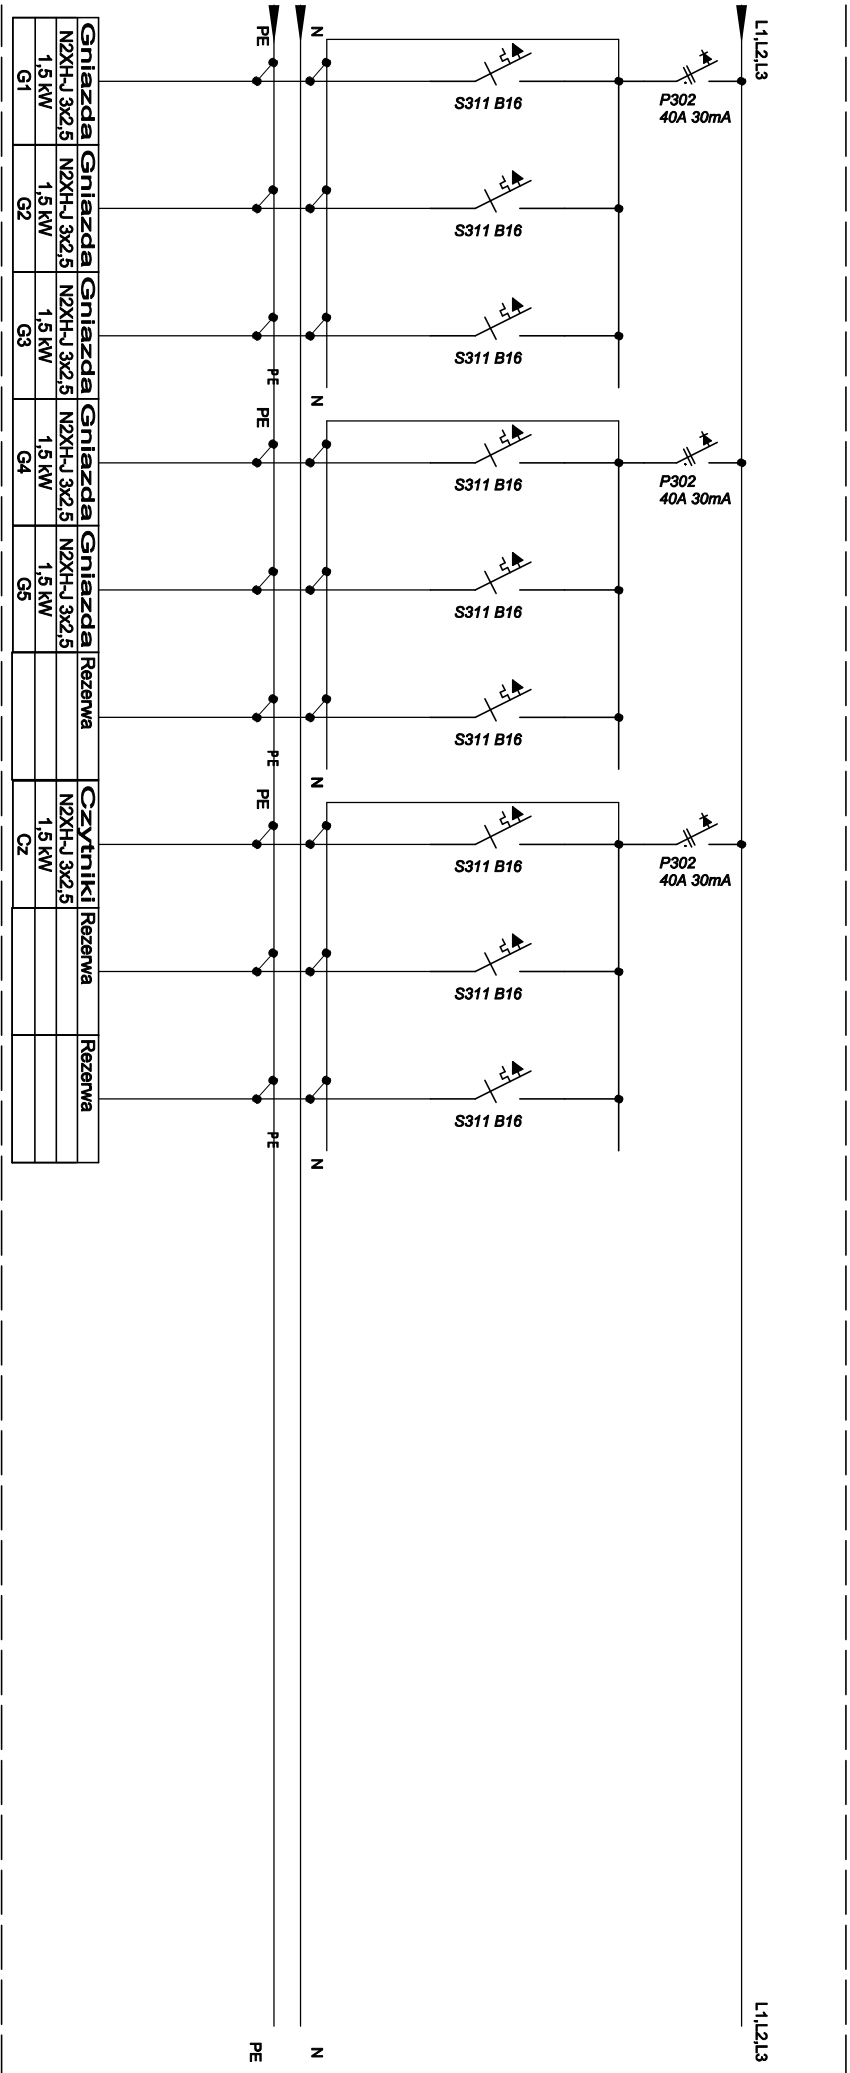 L1,L2,L3
PE
N
P302
40A 30mA
S311 B16
S311 B16
S311 B16
PE
N
PE
P302
40A 30mA
S311 B16
S311 B16
S311 B16
PE
N
PE
P302
40A 30mA
S311 B16
S311 B16
S311 B16
PE
N
Gniazda
N2XH-J 3x2,5
1,5 kW
G1
Gniazda
N2XH-J 3x2,5
1,5 kW
G2
Gniazda
N2XH-J 3x2,5
1,5 kW
G3
Gniazda
N2XH-J 3x2,5
1,5 kW
G4
Gniazda
N2XH-J 3x2,5
1,5 kW
G5
Rezerwa
Czytniki
N2XH-J 3x2,5
1,5 kW
Cz
Rezerwa
Rezerwa
L1,L2,L3
N
PE